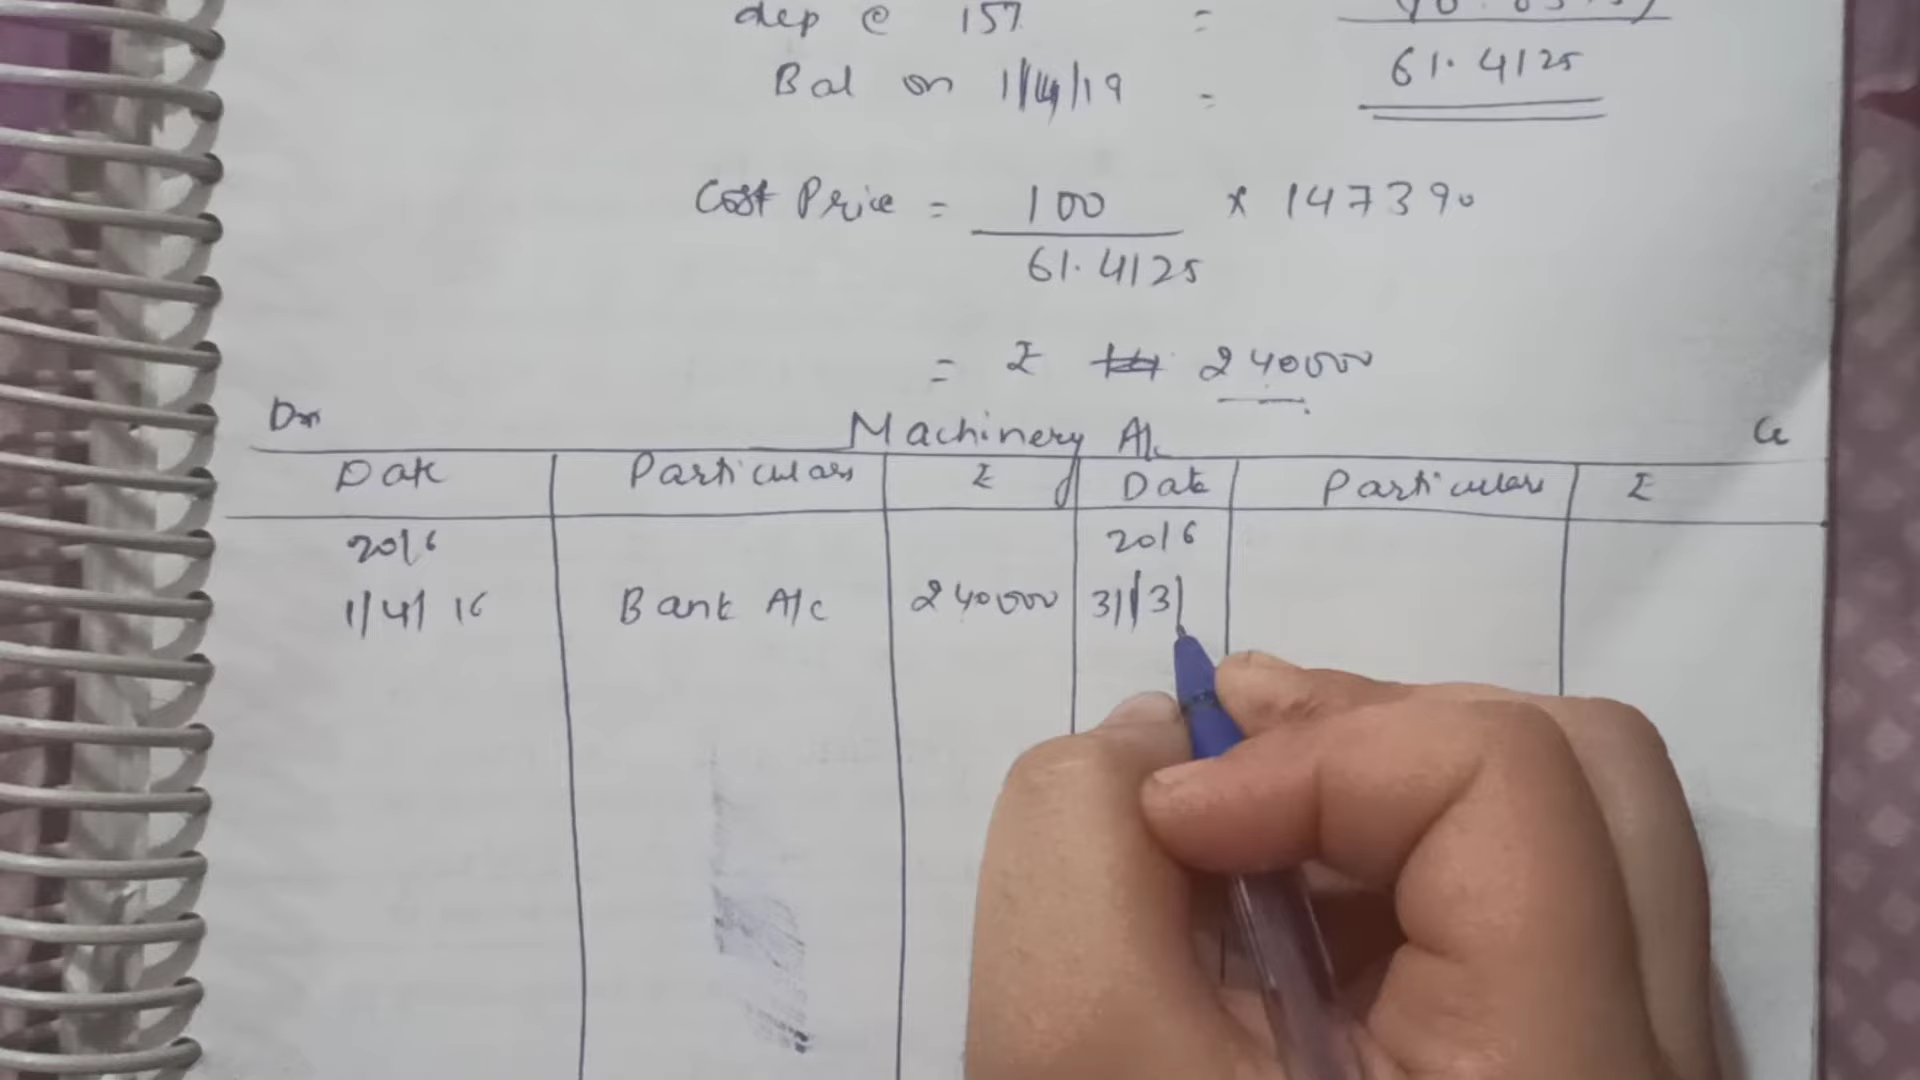 dep @ 15% =
Bal on 1/4/19 = 61.4125
Cost Price = 100 * 147390
61.4125
= ₹ 240000
Dr Machinery A/c Cr
Date Particulars ₹ Date Particulars ₹
2016 2016
1/4/16 Bank A/c 240000 31/3/